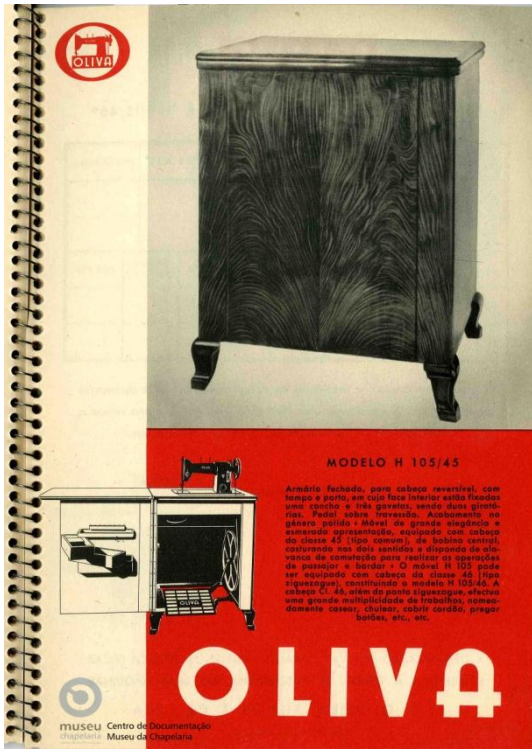 OLIVA
MODELO H 105/45
Armário fechado, para cabeça reversível, com
tampo e porta, em cuja face interior estão fixadas
uma concha e três gavetas, sendo duas girató-
rias. Pedal sobre travessão. Acabamento no
género polido • Móvel de grande elegância e
esmerada apresentação, equipado com cabeça
da classe 45 (tipo comum), de bobina central,
costurando nos dois sentidos e dispondo de ala-
vanca de comutação para realizar as operações
de passajar e bordar • O móvel H 105 pode
ser equipado com cabeça da classe 46 (tipo
ziguezague), constituindo o modelo H 105/46. A
cabeça Cl. 46, além do ponto ziguezague, efectua
uma grande multiplicidade de trabalhos, nomea-
damente casear, chulear, cobrir cordão, pregar
botões, etc., etc.
OLIVA
OLIVA
museu
chapelaria
Centro de Documentação
Museu da Chapelaria